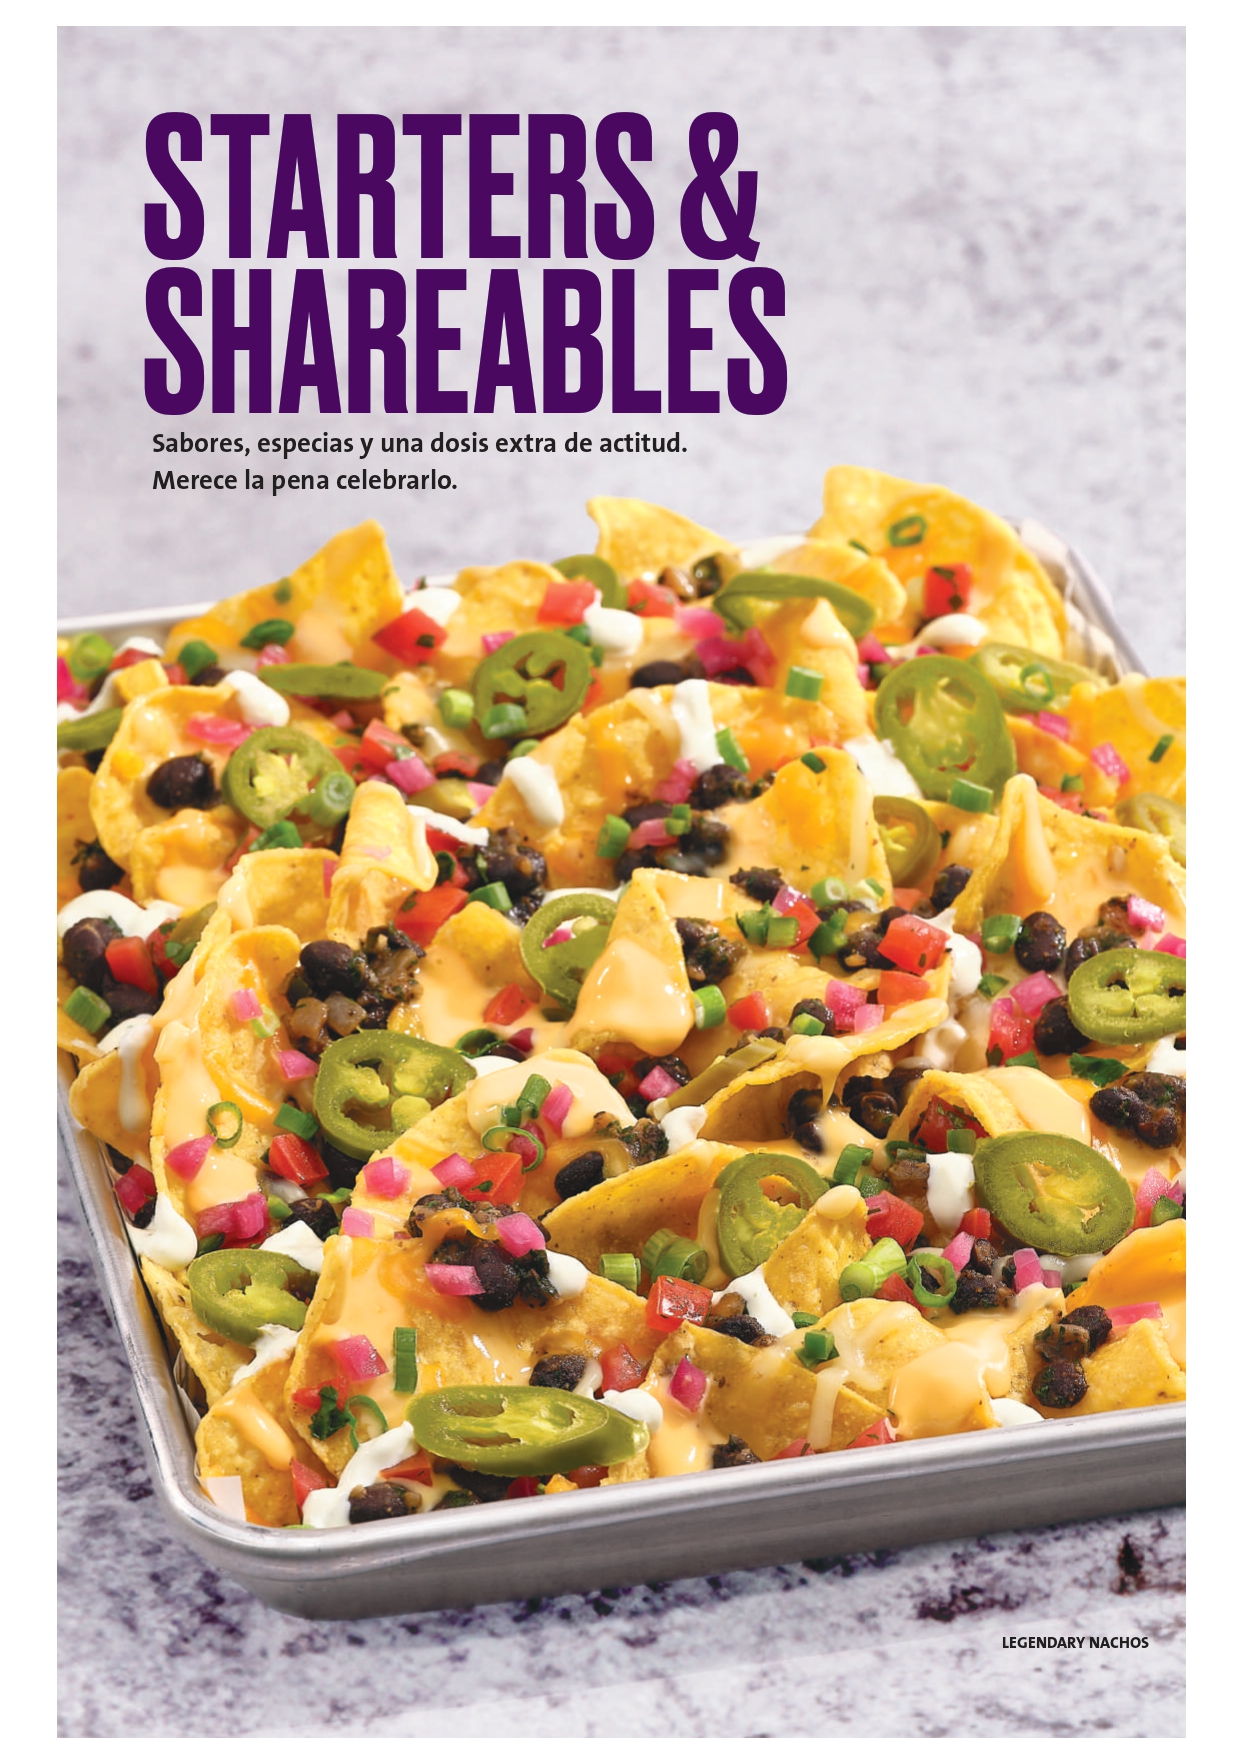 STARTERS &
SHAREABLES
Sabores, especias y una dosis extra de actitud.
Merece la pena celebrarlo.
LEGENDARY NACHOS